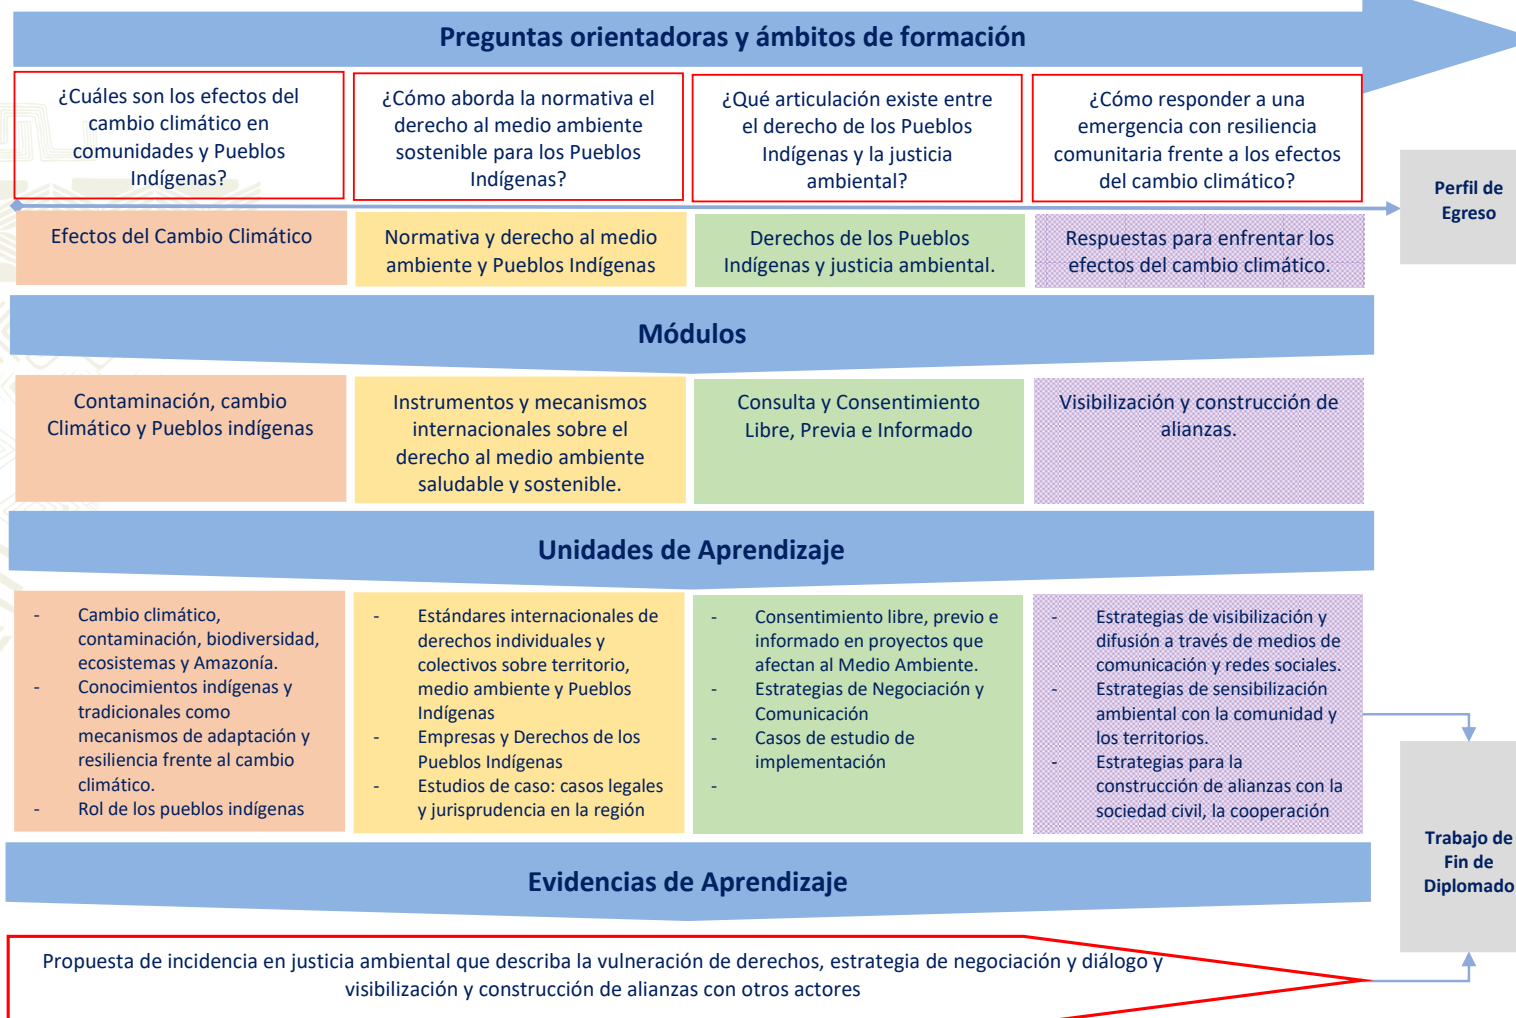 Preguntas orientadoras y ámbitos de formación
¿Cuáles son los efectos del
cambio climático en
comunidades y Pueblos
Indígenas?
¿Cómo aborda la normativa el
derecho al medio ambiente
sostenible para los Pueblos
Indígenas?
¿Qué articulación existe entre
el derecho de los Pueblos
Indígenas y la justicia
ambiental?
¿Cómo responder a una
emergencia con resiliencia
comunitaria frente a los efectos
del cambio climático?
Perfil de
Egreso
Efectos del Cambio Climático
Normativa y derecho al medio
ambiente y Pueblos Indígenas
Derechos de los Pueblos
Indígenas y justicia ambiental.
Respuestas para enfrentar los
efectos del cambio climático.
Módulos
Contaminación, cambio
Climático y Pueblos indígenas
Instrumentos y mecanismos
internacionales sobre el
derecho al medio ambiente
saludable y sostenible.
Consulta y Consentimiento
Libre, Previa e Informado
Visibilización y construcción de
alianzas.
Unidades de Aprendizaje
- Cambio climático,
contaminación, biodiversidad,
ecosistemas y Amazonía.
- Conocimientos indígenas y
tradicionales como
mecanismos de adaptación y
resiliencia frente al cambio
climático.
- Rol de los pueblos indígenas
- Estándares internacionales de
derechos individuales y
colectivos sobre territorio,
medio ambiente y Pueblos
Indígenas
- Empresas y Derechos de los
Pueblos Indígenas
- Estudios de caso: casos legales
y jurisprudencia en la región
- Consentimiento libre, previo e
informado en proyectos que
afectan al Medio Ambiente.
- Estrategias de Negociación y
Comunicación
- Casos de estudio de
implementación
-
- Estrategias de visibilización y
difusión a través de medios de
comunicación y redes sociales.
- Estrategias de sensibilización
ambiental con la comunidad y
los territorios.
- Estrategias para la
construcción de alianzas con la
sociedad civil, la cooperación
Trabajo de
Fin de
Diplomado
Evidencias de Aprendizaje
Propuesta de incidencia en justicia ambiental que describa la vulneración de derechos, estrategia de negociación y diálogo y
visibilización y construcción de alianzas con otros actores